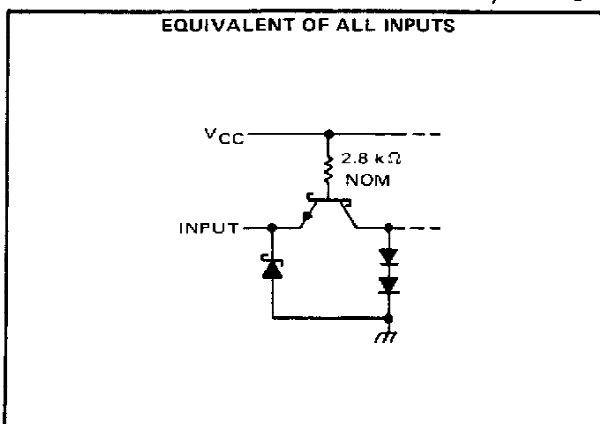 EQUIVALENT OF ALL INPUTS
VCC
2.8 kΩ
NOM
INPUT